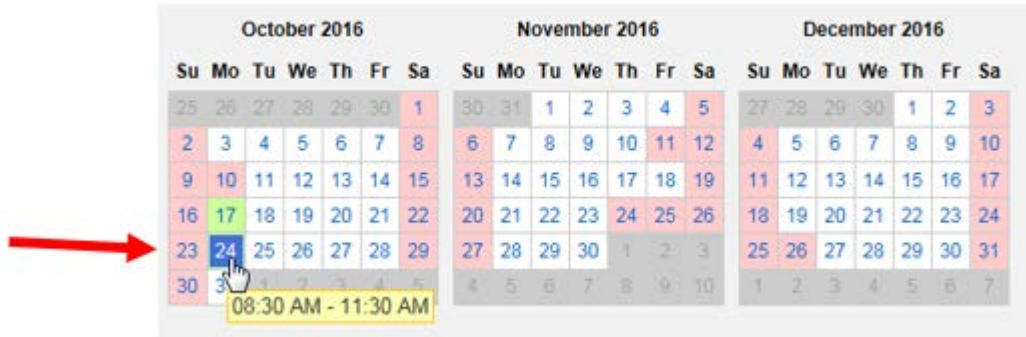 October 2016 November 2016 December 2016
Su Mo Tu We Th Fr Sa Su Mo Tu We Th Fr Sa Su Mo Tu We Th Fr Sa
25 26 27 28 29 30 1 30 31 1 2 3 4 5 27 28 29 30 1 2 3
2 3 4 5 6 7 8 6 7 8 9 10 11 12 4 5 6 7 8 9 10
9 10 11 12 13 14 15 13 14 15 16 17 18 19 11 12 13 14 15 16 17
16 17 18 19 20 21 22 20 21 22 23 24 25 26 18 19 20 21 22 23 24
23 24 25 26 27 28 29 27 28 29 30 1 2 3 25 26 27 28 29 30 31
30 1 2 3 4 5 4 5 6 7 8 9 10 1 2 3 4 5 6 7
08:30 AM - 11:30 AM